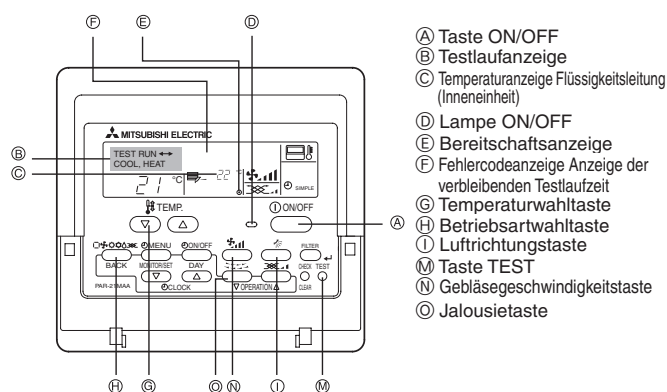 Ⓕ Ⓔ Ⓓ
MITSUBISHI ELECTRIC
Ⓑ TEST RUN
COOL, HEAT
Ⓒ
21 °C
22
SIMPLE
TEMP.
ON/OFF
Ⓐ
MENU ON/OFF FILTER
BACK MONITOR/SET DAY CHECK TEST
PAR-21MAA CLOCK OPERATION CLEAR
Ⓗ Ⓖ Ⓞ Ⓝ Ⓘ Ⓜ
Ⓐ Taste ON/OFF
Ⓑ Testlaufanzeige
Ⓒ Temperaturanzeige Flüssigkeitsleitung
(Inneneinheit)
Ⓓ Lampe ON/OFF
Ⓔ Bereitschaftsanzeige
Ⓕ Fehlercodeanzeige Anzeige der
verbleibenden Testlaufzeit
Ⓖ Temperaturwahltaste
Ⓗ Betriebsartwahltaste
Ⓘ Luftrichtungstaste
Ⓜ Taste TEST
Ⓝ Gebläsegeschwindigkeitstaste
Ⓞ Jalousietaste